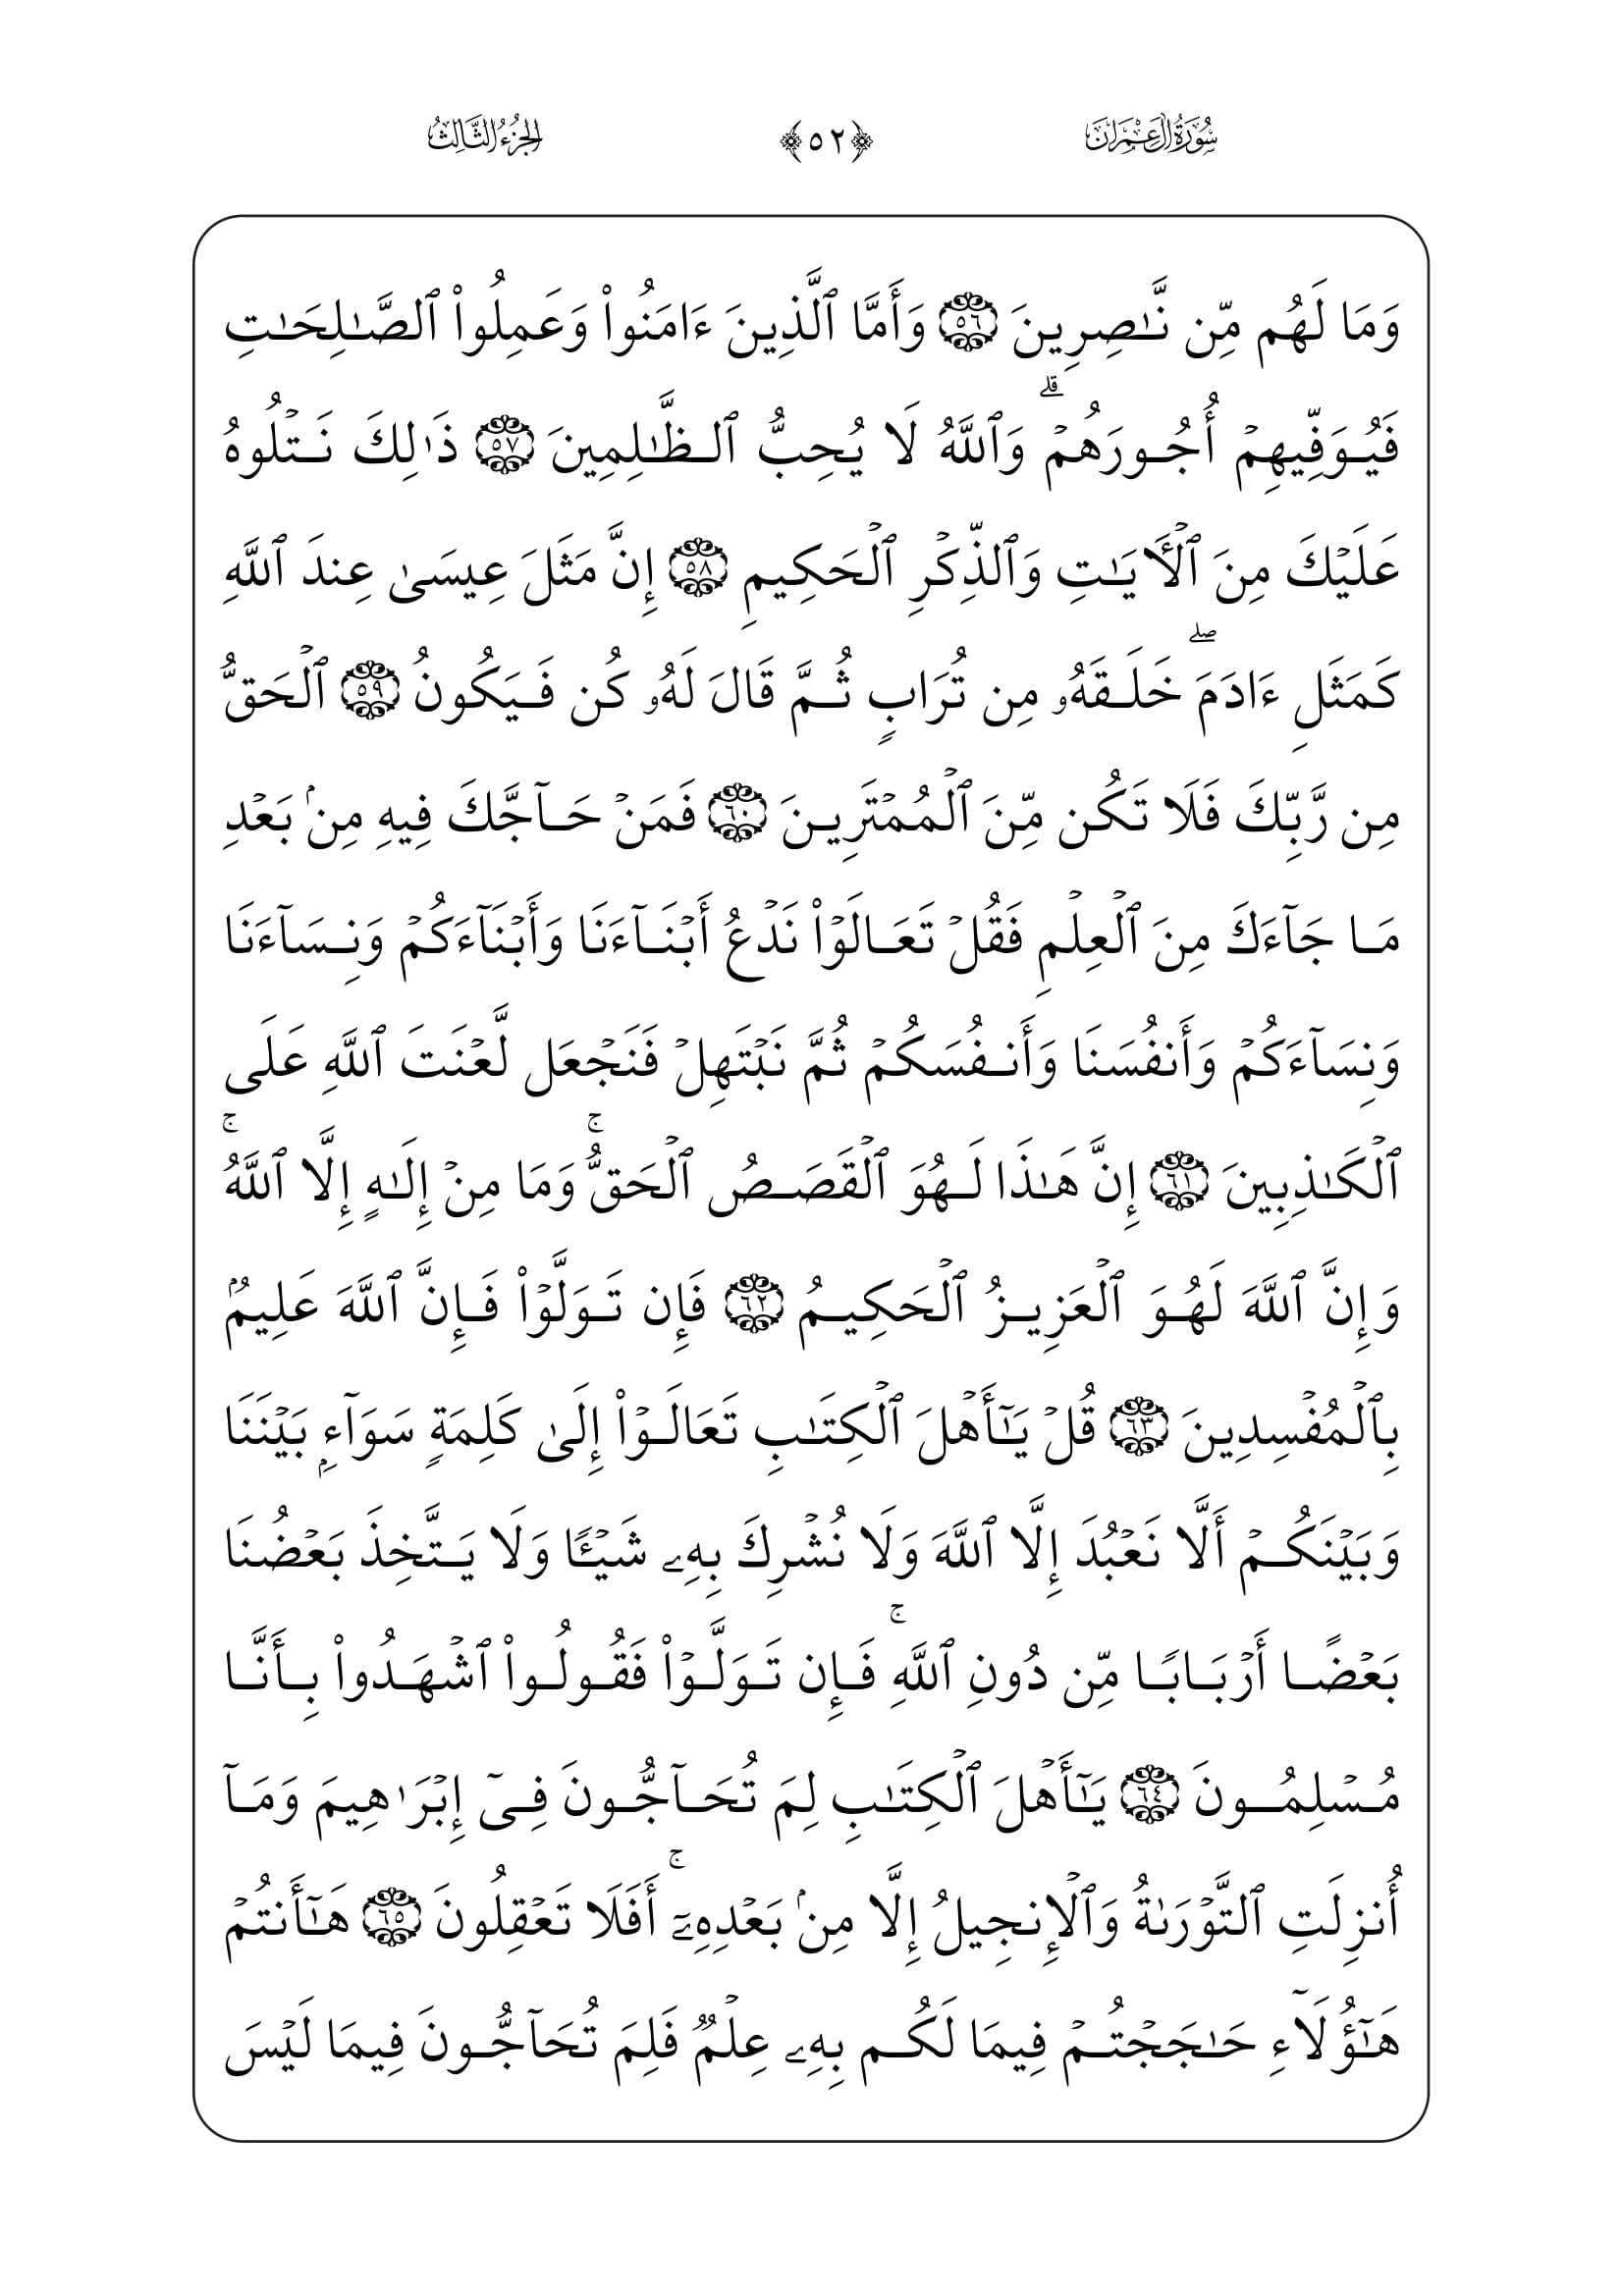 سُورَةُ آلِ عِمْرَانَ ﴿٥٢﴾ الجُزْءُ الثَّالِثُ
وَمَا لَهُم مِّن نَّـٰصِرِينَ ٥٦ وَأَمَّا ٱلَّذِينَ ءَامَنُوا۟ وَعَمِلُوا۟ ٱلصَّـٰلِحَـٰتِ
فَيُوَفِّيهِمْ أُجُورَهُمْ ۗ وَٱللَّهُ لَا يُحِبُّ ٱلظَّـٰلِمِينَ ٥٧ ذَٰلِكَ نَتْلُوهُ
عَلَيْكَ مِنَ ٱلْـَٔايَـٰتِ وَٱلذِّكْرِ ٱلْحَكِيمِ ٥٨ إِنَّ مَثَلَ عِيسَىٰ عِندَ ٱللَّهِ
كَمَثَلِ ءَادَمَ ۖ خَلَقَهُۥ مِن تُرَابٍ ثُمَّ قَالَ لَهُۥ كُن فَيَكُونُ ٥٩ ٱلْحَقُّ
مِن رَّبِّكَ فَلَا تَكُن مِّنَ ٱلْمُمْتَرِينَ ٦٠ فَمَنْ حَآجَّكَ فِيهِ مِنۢ بَعْدِ
مَا جَآءَكَ مِنَ ٱلْعِلْمِ فَقُلْ تَعَالَوْا۟ نَدْعُ أَبْنَآءَنَا وَأَبْنَآءَكُمْ وَنِسَآءَنَا
وَنِسَآءَكُمْ وَأَنفُسَنَا وَأَنفُسَكُمْ ثُمَّ نَبْتَهِلْ فَنَجْعَل لَّعْنَتَ ٱللَّهِ عَلَى
ٱلْكَـٰذِبِينَ ٦١ إِنَّ هَـٰذَا لَهُوَ ٱلْقَصَصُ ٱلْحَقُّ ۚ وَمَا مِنْ إِلَـٰهٍ إِلَّا ٱللَّهُ ۚ
وَإِنَّ ٱللَّهَ لَهُوَ ٱلْعَزِيزُ ٱلْحَكِيمُ ٦٢ فَإِن تَوَلَّوْا۟ فَإِنَّ ٱللَّهَ عَلِيمٌۢ
بِٱلْمُفْسِدِينَ ٦٣ قُلْ يَـٰٓأَهْلَ ٱلْكِتَـٰبِ تَعَالَوْا۟ إِلَىٰ كَلِمَةٍ سَوَآءٍۭ بَيْنَنَا
وَبَيْنَكُمْ أَلَّا نَعْبُدَ إِلَّا ٱللَّهَ وَلَا نُشْرِكَ بِهِۦ شَيْـًٔا وَلَا يَتَّخِذَ بَعْضُنَا
بَعْضًا أَرْبَابًا مِّن دُونِ ٱللَّهِ ۚ فَإِن تَوَلَّوْا۟ فَقُولُوا۟ ٱشْهَدُوا۟ بِأَنَّا
مُسْلِمُونَ ٦٤ يَـٰٓأَهْلَ ٱلْكِتَـٰبِ لِمَ تُحَآجُّونَ فِىٓ إِبْرَٰهِيمَ وَمَآ
أُنزِلَتِ ٱلتَّوْرَىٰةُ وَٱلْإِنجِيلُ إِلَّا مِنۢ بَعْدِهِۦٓ ۚ أَفَلَا تَعْقِلُونَ ٦٥ هَـٰٓأَنتُمْ
هَـٰٓؤُلَآءِ حَـٰجَجْتُمْ فِيمَا لَكُم بِهِۦ عِلْمٌ فَلِمَ تُحَآجُّونَ فِيمَا لَيْسَ